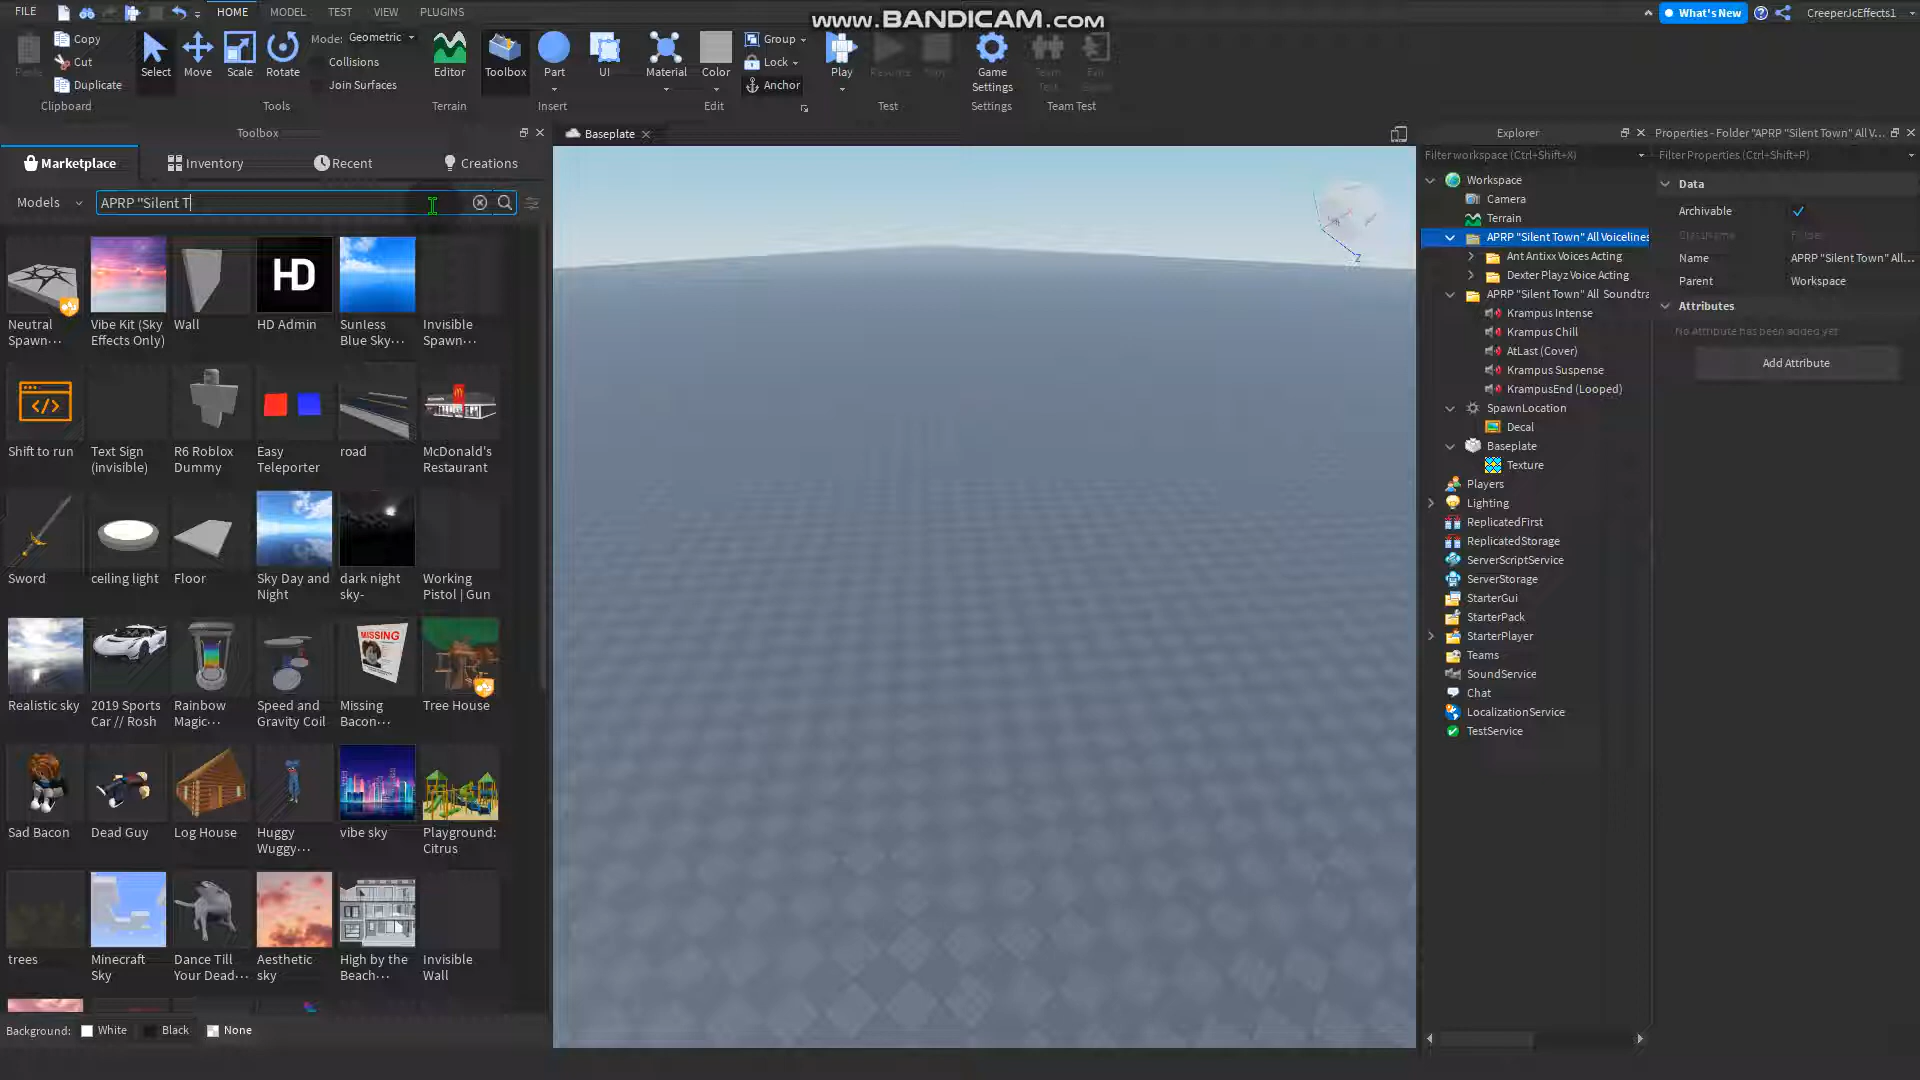 www.BANDICAM.com
FILE HOME MODEL TEST VIEW PLUGINS
What's New
CreeperJcEffects1
Copy
Cut
Duplicate
Clipboard
Select Move Scale Rotate
Mode: Geometric
Collisions
Join Surfaces
Tools
Editor
Terrain
Toolbox Part UI
Insert
Material Color
Group
Lock
Anchor
Edit
Play
Test
Game Settings
Settings
Team Test
Toolbox
Marketplace Inventory Recent Creations
Models
APRP "Silent T
Neutral Spawn...
Vibe Kit (Sky Effects Only)
Wall
HD
HD Admin
Sunless Blue Sky...
Invisible Spawn...
Shift to run
Text Sign (invisible)
R6 Roblox Dummy
Easy Teleporter
road
McDonald's Restaurant
Sword
ceiling light
Floor
Sky Day and Night
dark night sky-
Working Pistol | Gun
MISSING
Realistic sky
2019 Sports Car // Rosh
Rainbow Magic...
Speed and Gravity Coil
Missing Bacon...
Tree House
Sad Bacon
Dead Guy
Log House
Huggy Wuggy...
vibe sky
Playground: Citrus
trees
Minecraft Sky
Dance Till Your Dead...
Aesthetic sky
High by the Beach...
Invisible Wall
Background: White Black None
Baseplate
Explorer
Filter workspace (Ctrl+Shift+X)
Workspace
Camera
Terrain
APRP "Silent Town" All Voicelines
Ant Antixx Voices Acting
Dexter Playz Voice Acting
APRP "Silent Town" All Soundtra
Krampus Intense
Krampus Chill
AtLast (Cover)
Krampus Suspense
KrampusEnd (Looped)
SpawnLocation
Decal
Baseplate
Texture
Players
Lighting
ReplicatedFirst
ReplicatedStorage
ServerScriptService
ServerStorage
StarterGui
StarterPack
StarterPlayer
Teams
SoundService
Chat
LocalizationService
TestService
Properties - Folder "APRP "Silent Town" All V...
Filter Properties (Ctrl+Shift+P)
Data
Archivable
Name APRP "Silent Town" All...
Parent Workspace
Attributes
No Attribute has been added yet
Add Attribute